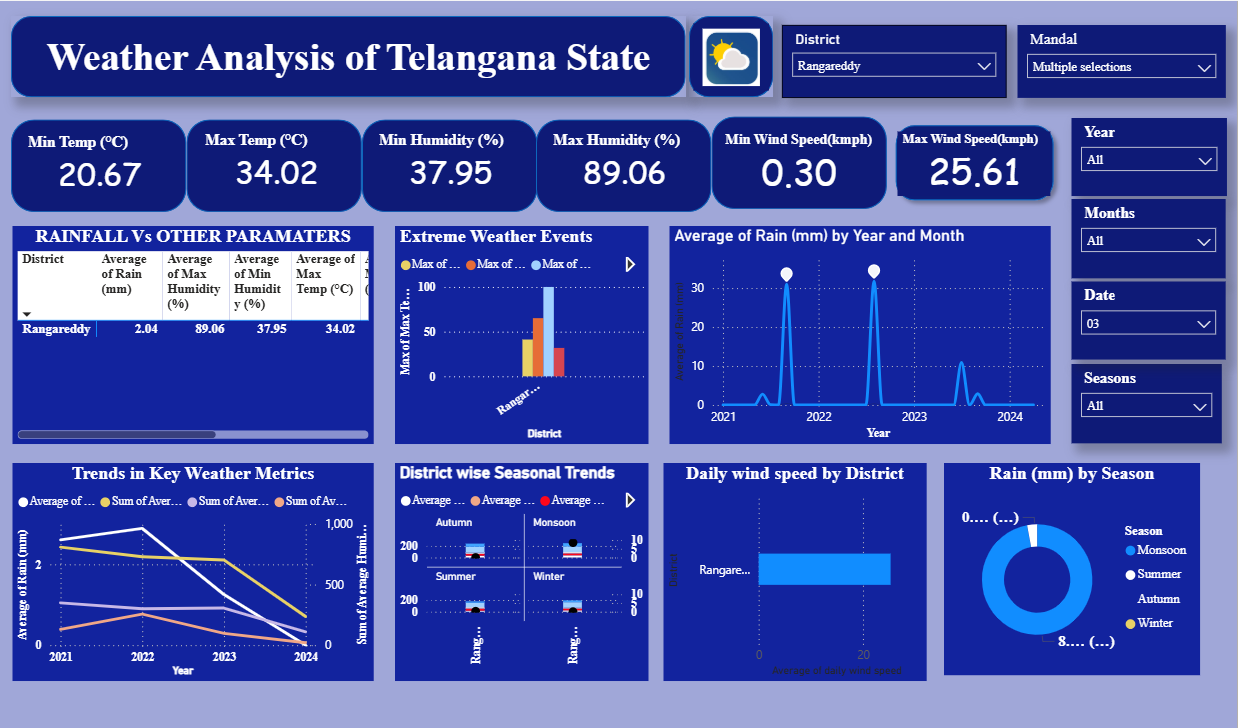 Weather Analysis of Telangana State
District
Rangareddy
Mandal
Multiple selections
Min Temp (°C)
20.67
Max Temp (°C)
34.02
Min Humidity (%)
37.95
Max Humidity (%)
89.06
Min Wind Speed(kmph)
0.30
Max Wind Speed(kmph)
25.61
Year
All
Months
All
Date
03
Seasons
All
RAINFALL Vs OTHER PARAMATERS
District
Average
of Rain
(mm)
Average
of Max
Humidity
(%)
Average
of Min
Humidit
y (%)
Average of
Max
Temp (°C)
Rangareddy 2.04 89.06 37.95 34.02
Extreme Weather Events
Max of ... Max of ... Max of ...
Max of Max Te...
100
50
0
Rangar...
District
Average of Rain (mm) by Year and Month
Average of Rain (mm)
30
20
10
0
2021 2022 2023 2024
Year
Trends in Key Weather Metrics
Average of ... Sum of Aver... Sum of Aver... Sum of Av...
Average of Rain (mm)
2
0
1,000
500
0
Sum of Average Humi...
2021 2022 2023 2024
Year
District wise Seasonal Trends
Average ... Average ... Average ...
Autumn Monsoon
200
0
10
0
Summer Winter
200
0
10
0
Rang... Rang...
Daily wind speed by District
District
Rangare...
0 20
Rain (mm) by Season
0.... (...)
8.... (...)
Season
Monsoon
Summer
Autumn
Winter